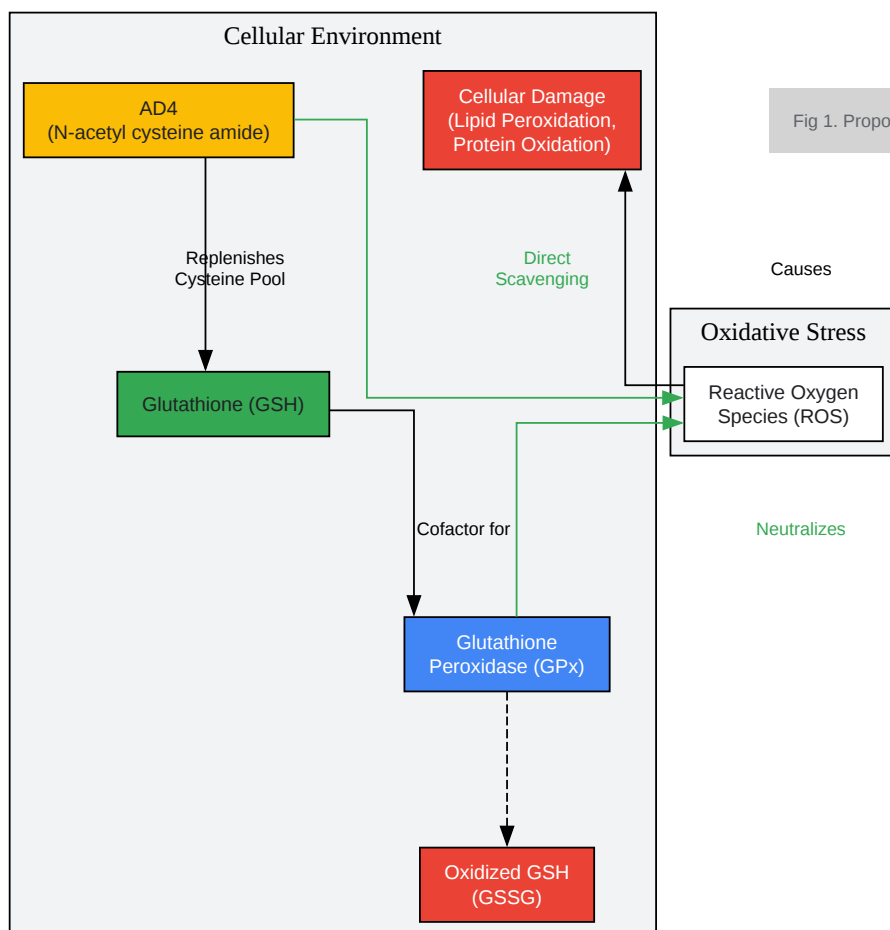 Cellular Environment
AD4
(N-acetyl cysteine amide)
Cellular Damage
(Lipid Peroxidation,
Protein Oxidation)
Fig 1.
Replenishes
Cysteine Pool
Direct
Scavenging
Causes
Oxidative Stress
Reactive Oxygen
Species (ROS)
Glutathione (GSH)
Cofactor for
Neutralizes
Glutathione
Peroxidase (GPx)
Oxidized GSH
(GSSG)